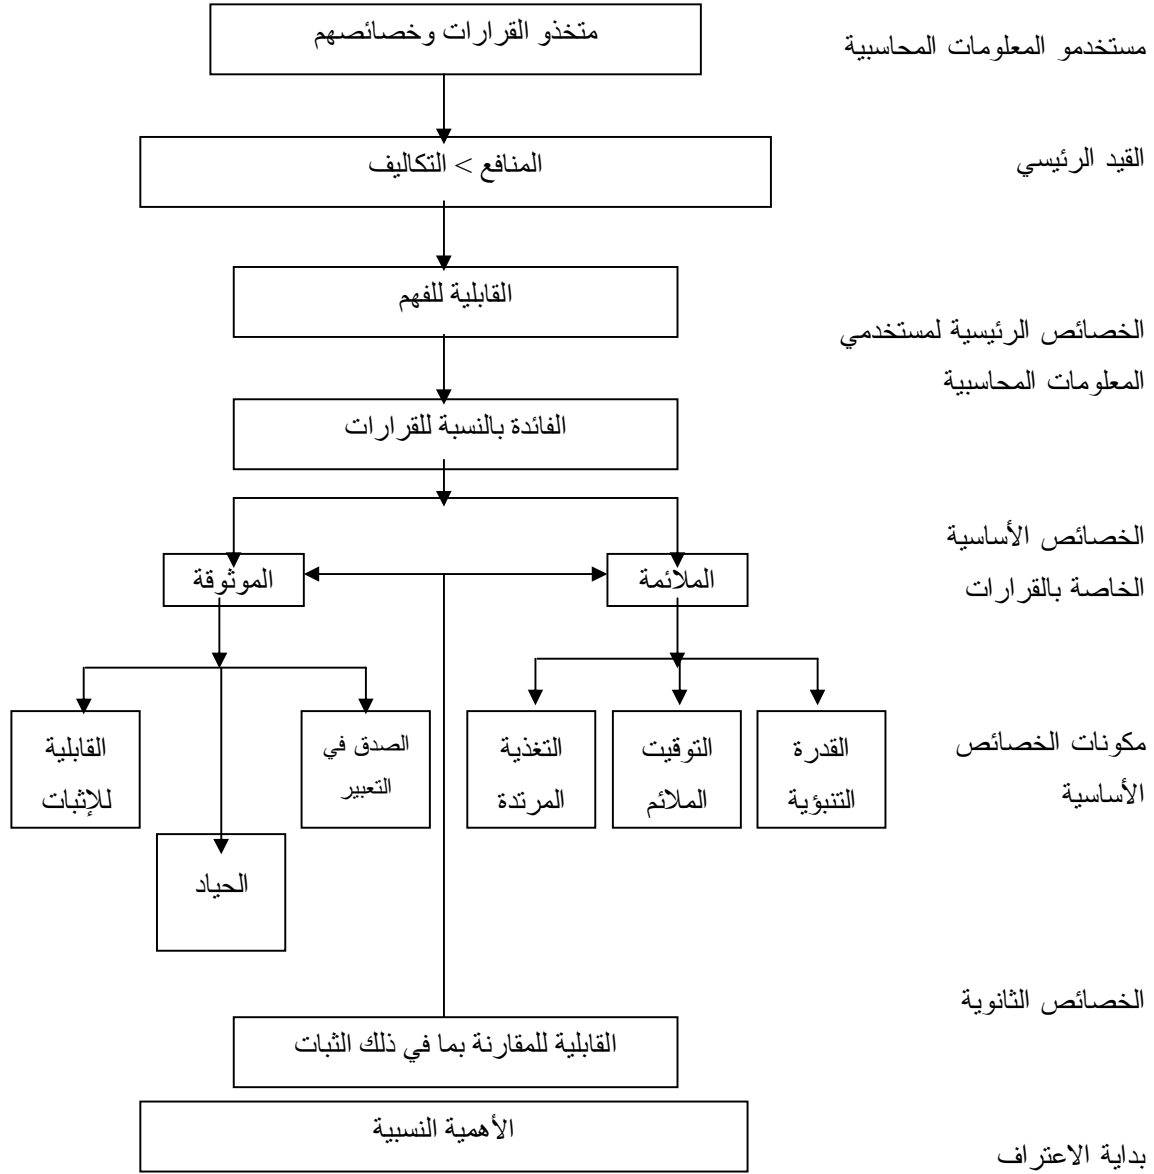 مستخدمو المعلومات المحاسبية
متخذو القرارات وخصائصهم
القيد الرئيسي
المنافع > التكاليف
القابلية للفهم
الخصائص الرئيسية لمستخدمي
المعلومات المحاسبية
الفائدة بالنسبة للقرارات
الخصائص الأساسية
الخاصة بالقرارات
الملائمة
الموثوقة
مكونات الخصائص
الأساسية
القدرة
التنبؤية
التوقيت
الملائم
التغذية
المرتدة
الصدق في
التعبير
القابلية
للإثبات
الحياد
الخصائص الثانوية
القابلية للمقارنة بما في ذلك الثبات
الأهمية النسبية
بداية الاعتراف